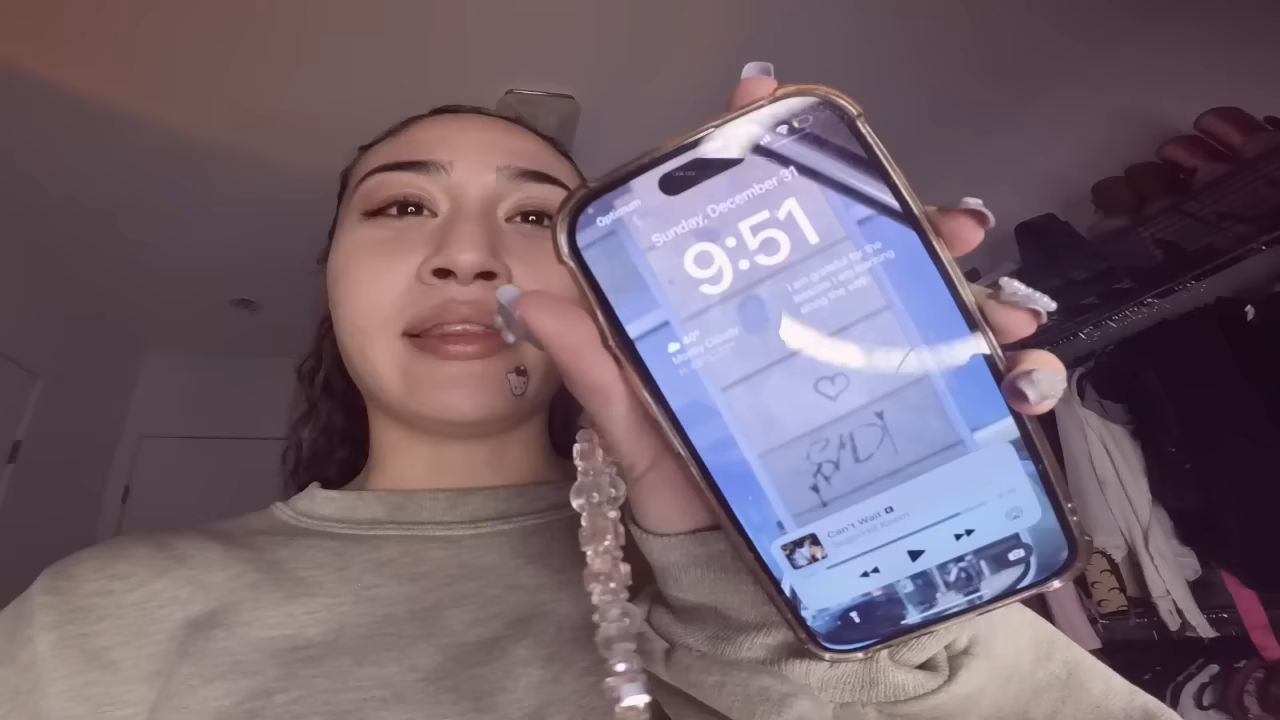 Optimum
Sunday, December 31
9:51
I am grateful for the
lessons I am learning
along the way.
40°
Mostly Cloudy
Can't Wait